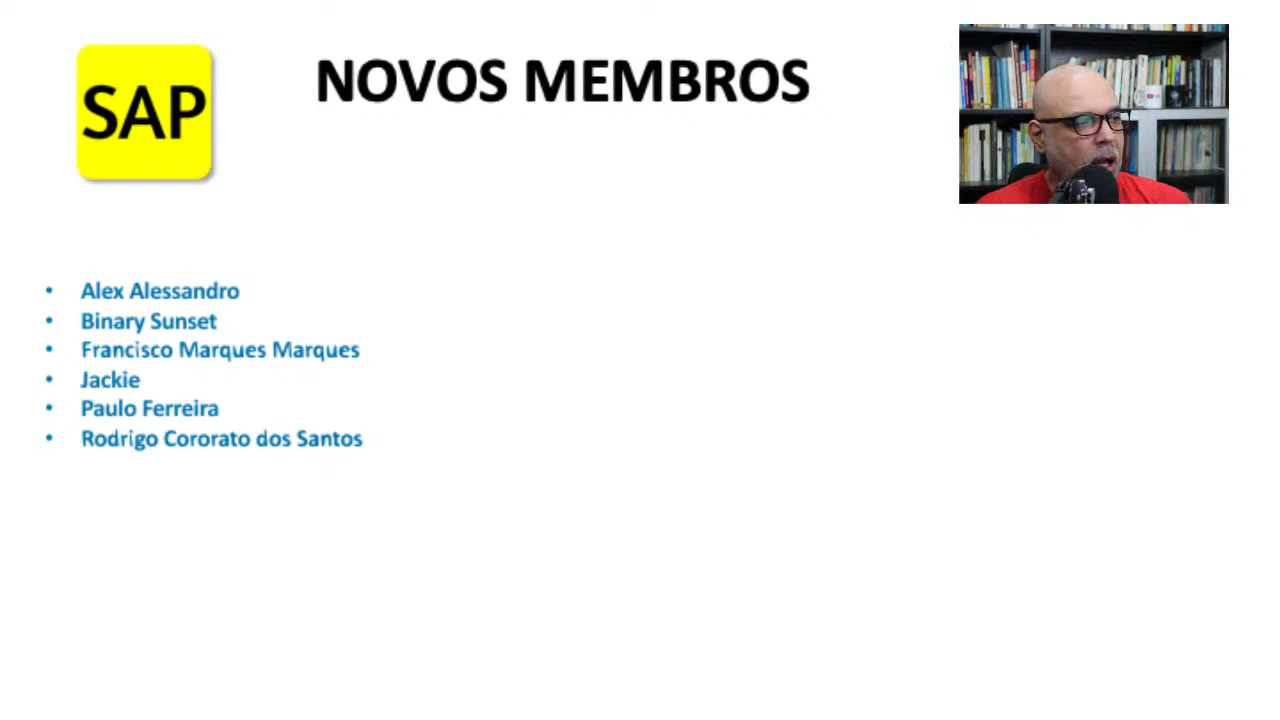 SAP
NOVOS MEMBROS
• Alex Alessandro
• Binary Sunset
• Francisco Marques Marques
• Jackie
• Paulo Ferreira
• Rodrigo Cororato dos Santos